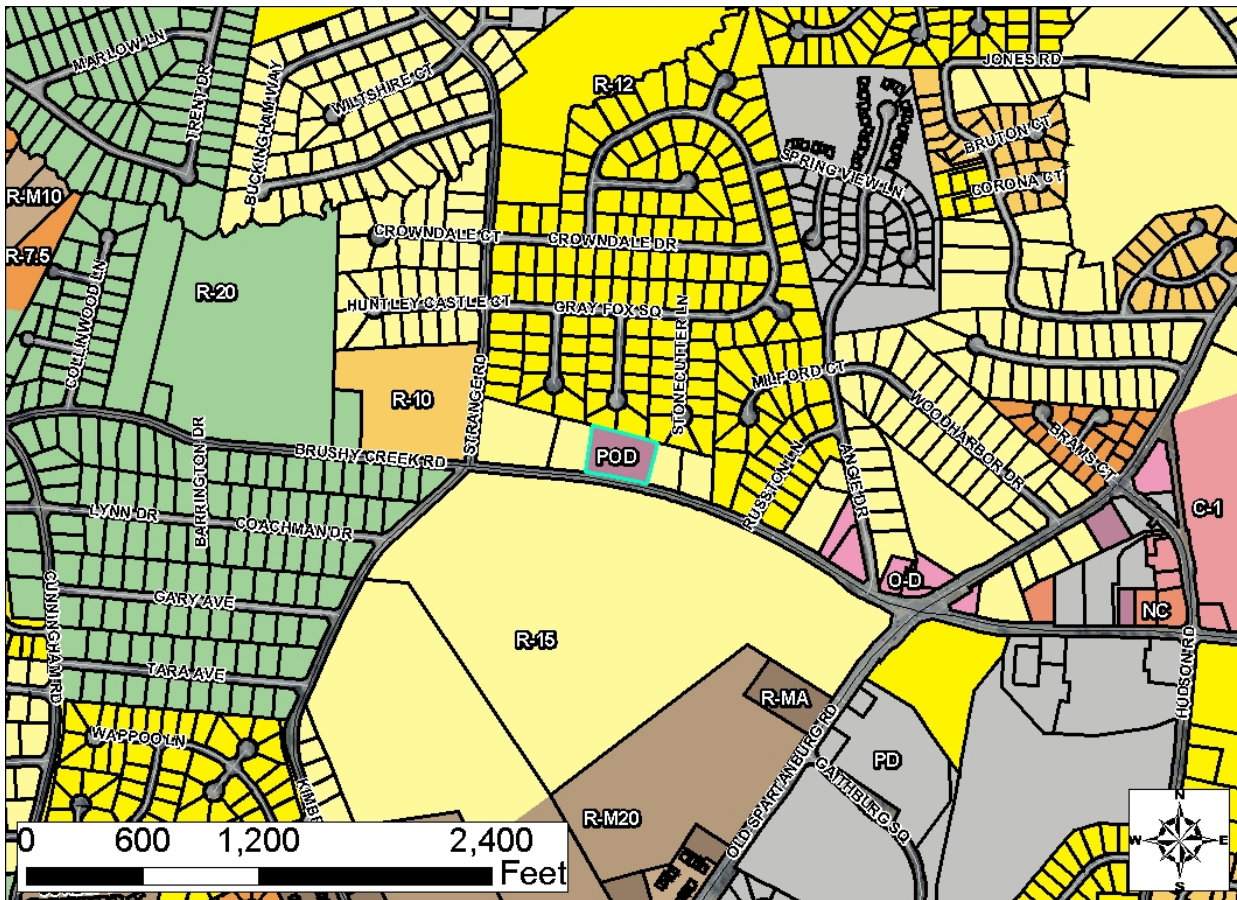 MARLOW LN
TRENT DR
BUCKINGHAM WAY
WILTSHIRE CT
R-12
JONES RD
BRUTON CT
SPRING VIEW LN
CORONA CT
R-M10
R-7.5
COLLINWOOD LN
R-20
CROWNDALE CT
CROWNDALE DR
HUNTLEY CASTLE CT
GRAY FOX SQ
STONECUTTER LN
MILFORD CT
R-10
STRANGE RD
WOODHARBOR DR
BRAMS CT
BRUSHY CREEK RD
BARRINGTON DR
POD
RUSTON LN
ANGIE DR
C-1
LYNN DR
COACHMAN DR
O-D
CUNNINGHAM RD
GARY AVE
NC
R-15
TARA AVE
HUDSON RD
R-MA
WAPPOO LN
OLD SPARTANBURG RD
PD
GAITHBURG SQ
R-M20
N
W E
S
0 600 1,200 2,400
Feet